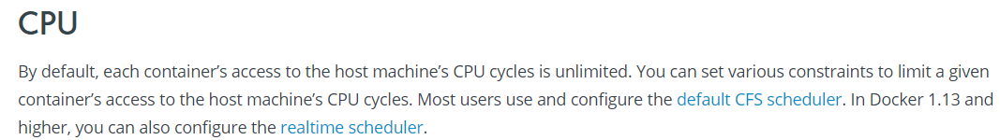 CPU
By default, each container’s access to the host machine’s CPU cycles is unlimited. You can set various constraints to limit a given
container’s access to the host machine’s CPU cycles. Most users use and configure the default CFS scheduler. In Docker 1.13 and
higher, you can also configure the realtime scheduler.